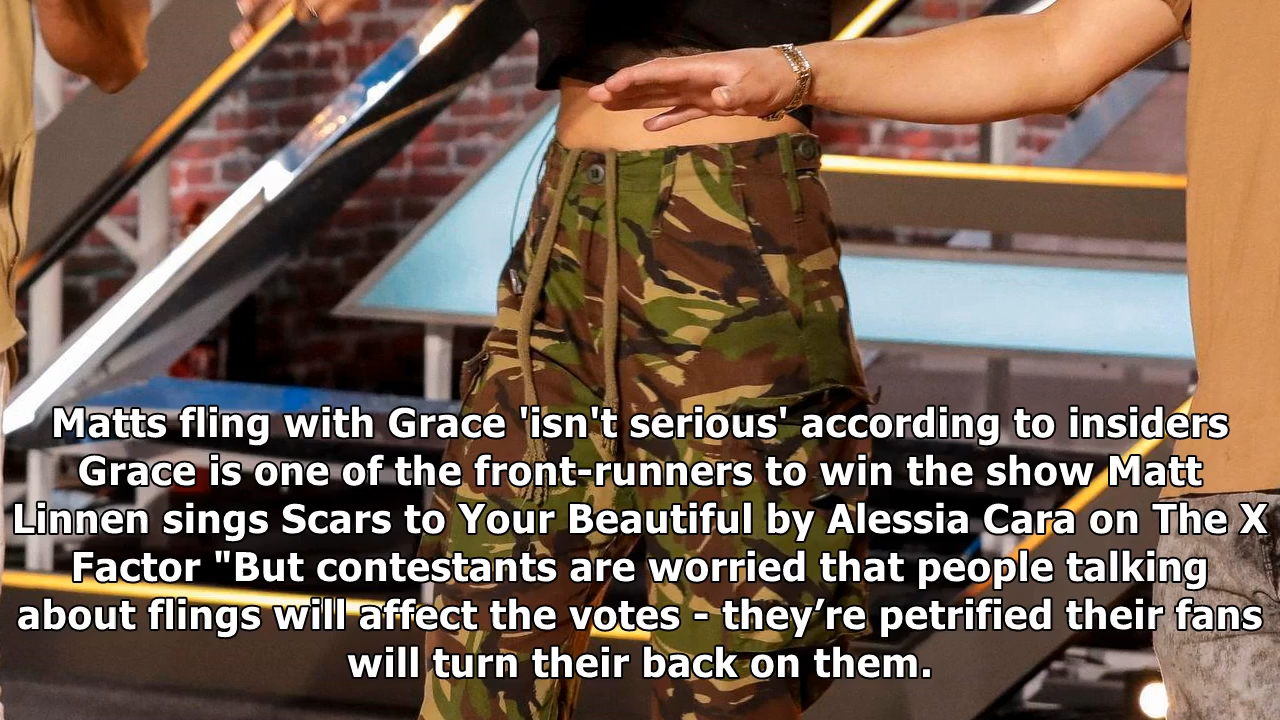 Matts fling with Grace 'isn't serious' according to insiders
Grace is one of the front-runners to win the show Matt
Linnen sings Scars to Your Beautiful by Alessia Cara on The X
Factor "But contestants are worried that people talking
about flings will affect the votes - they’re petrified their fans
will turn their back on them.